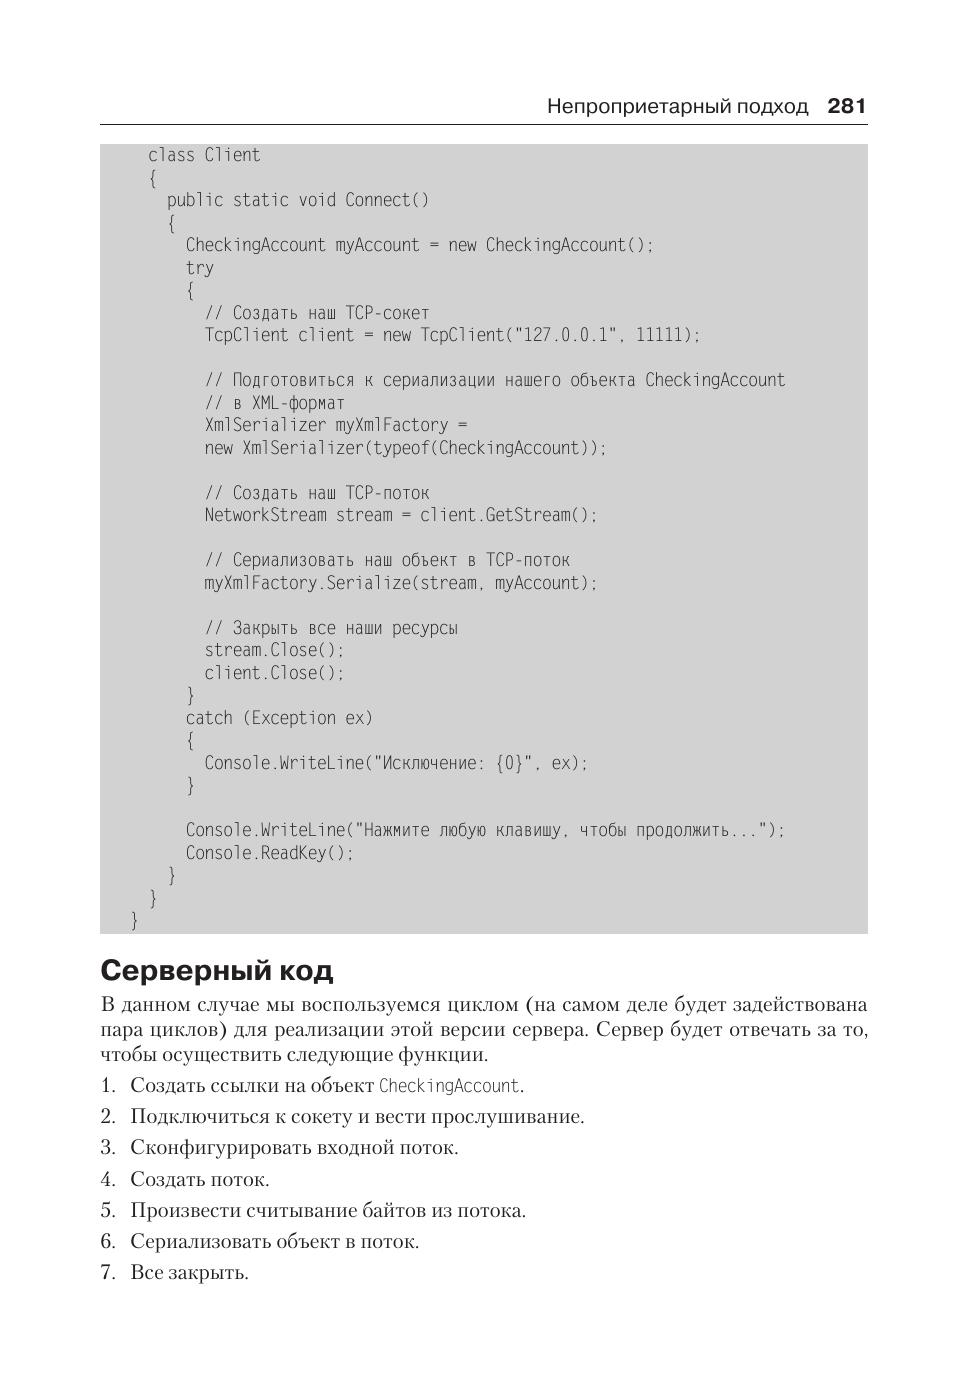 Непроприетарный подход 281
class Client
{
public static void Connect()
{
CheckingAccount myAccount = new CheckingAccount();
try
{
// Создать наш TCP-сокет
TcpClient client = new TcpClient("127.0.0.1", 11111);
// Подготовиться к сериализации нашего объекта CheckingAccount
// в XML-формат
XmlSerializer myXmlFactory =
new XmlSerializer(typeof(CheckingAccount));
// Создать наш TCP-поток
NetworkStream stream = client.GetStream();
// Сериализовать наш объект в TCP-поток
myXmlFactory.Serialize(stream, myAccount);
// Закрыть все наши ресурсы
stream.Close();
client.Close();
}
catch (Exception ex)
{
Console.WriteLine("Исключение: {0}", ex);
}
Console.WriteLine("Нажмите любую клавишу, чтобы продолжить...");
Console.ReadKey();
}
}
}
Серверный код
В данном случае мы воспользуемся циклом (на самом деле будет задействована
пара циклов) для реализации этой версии сервера. Сервер будет отвечать за то,
чтобы осуществить следующие функции.
1. Создать ссылки на объект CheckingAccount.
2. Подключиться к сокету и вести прослушивание.
3. Сконфигурировать входной поток.
4. Создать поток.
5. Произвести считывание байтов из потока.
6. Сериализовать объект в поток.
7. Все закрыть.